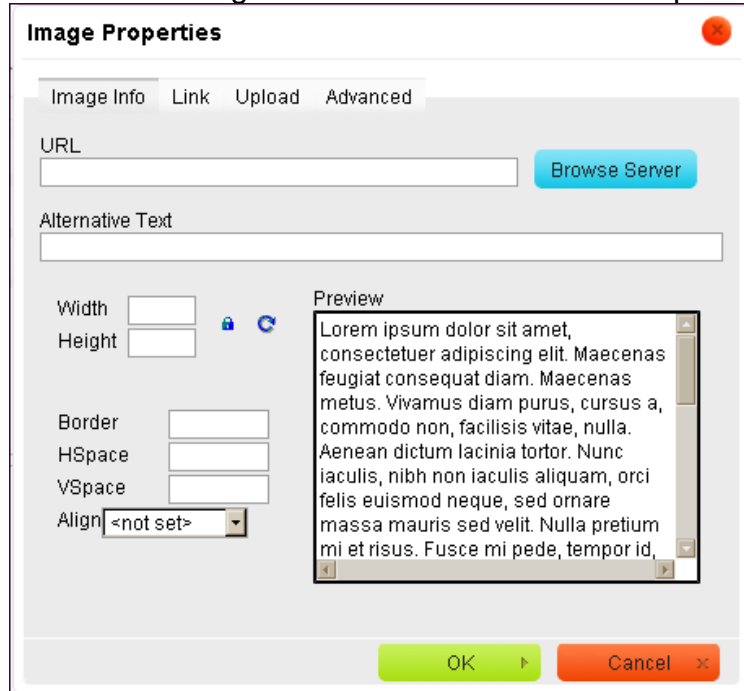 Image Properties
Image Info Link Upload Advanced
URL
Browse Server
Alternative Text
Width
Height
Border
HSpace
VSpace
Align <not set>
Preview
Lorem ipsum dolor sit amet,
consectetuer adipiscing elit. Maecenas
feugiat consequat diam. Maecenas
metus. Vivamus diam purus, cursus a,
commodo non, facilisis vitae, nulla.
Aenean dictum lacinia tortor. Nunc
iaculis, nibh non iaculis aliquam, orci
felis euismod neque, sed ornare
massa mauris sed velit. Nulla pretium
mi et risus. Fusce mi pede, tempor id,
OK
Cancel